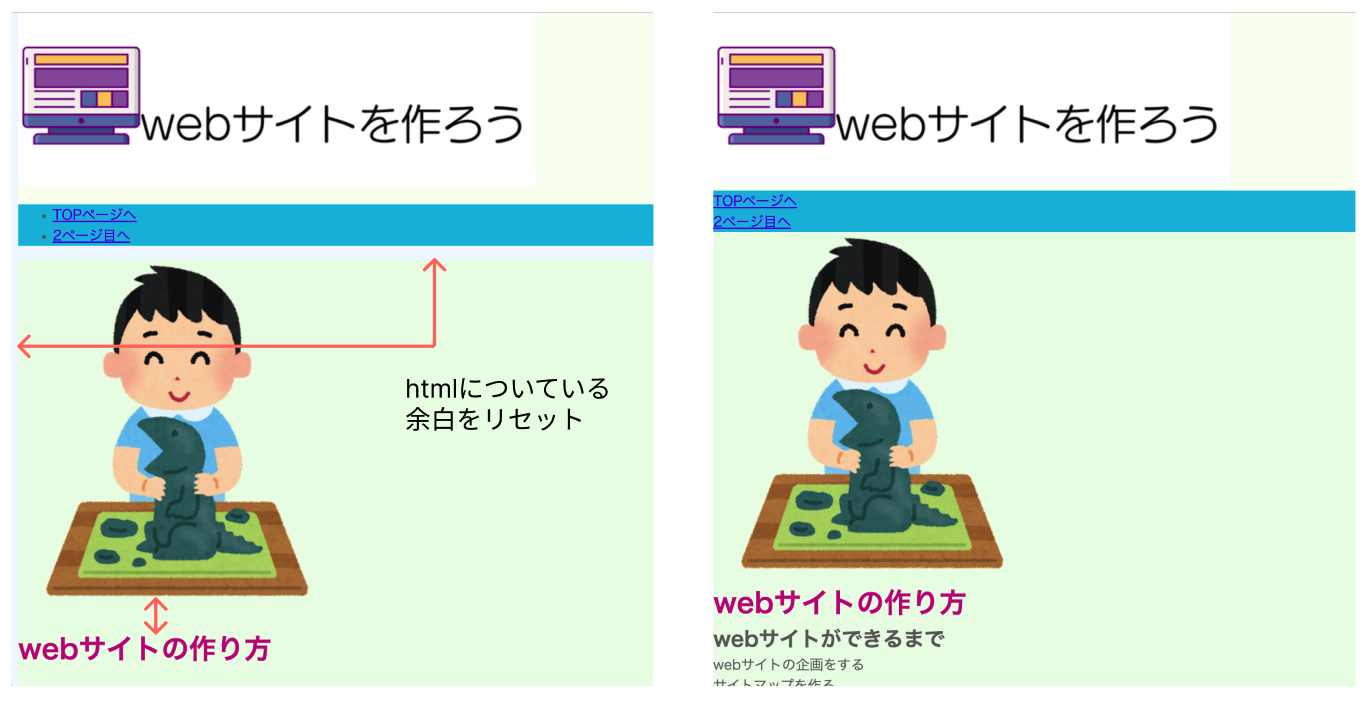 webサイトを作ろう
TOPページへ
2ページ目へ
htmlについている
余白をリセット
webサイトの作り方
webサイトを作ろう
TOPページへ
2ページ目へ
webサイトの作り方
webサイトができるまで
webサイトの企画をする
サイトマップを作る